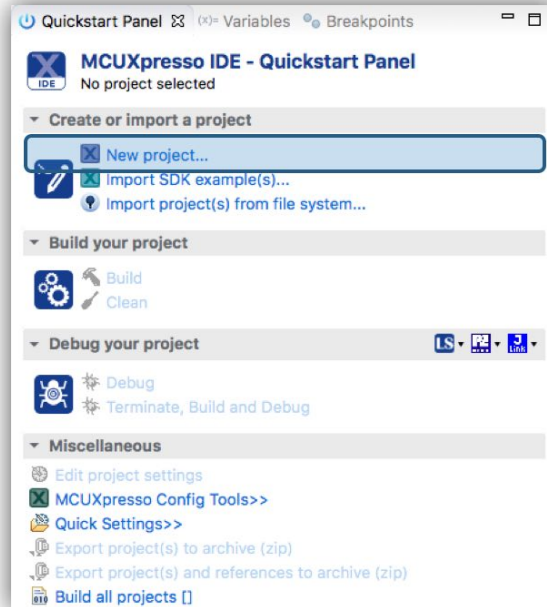 Quickstart Panel (x)= Variables Breakpoints
MCUXpresso IDE - Quickstart Panel
IDE
No project selected
Create or import a project
New project...
Import SDK example(s)...
Import project(s) from file system...
Build your project
Build
Clean
Debug your project LS J Link
Debug
Terminate, Build and Debug
Miscellaneous
Edit project settings
MCUXpresso Config Tools>>
Quick Settings>>
Export project(s) to archive (zip)
Export project(s) and references to archive (zip)
010 Build all projects []